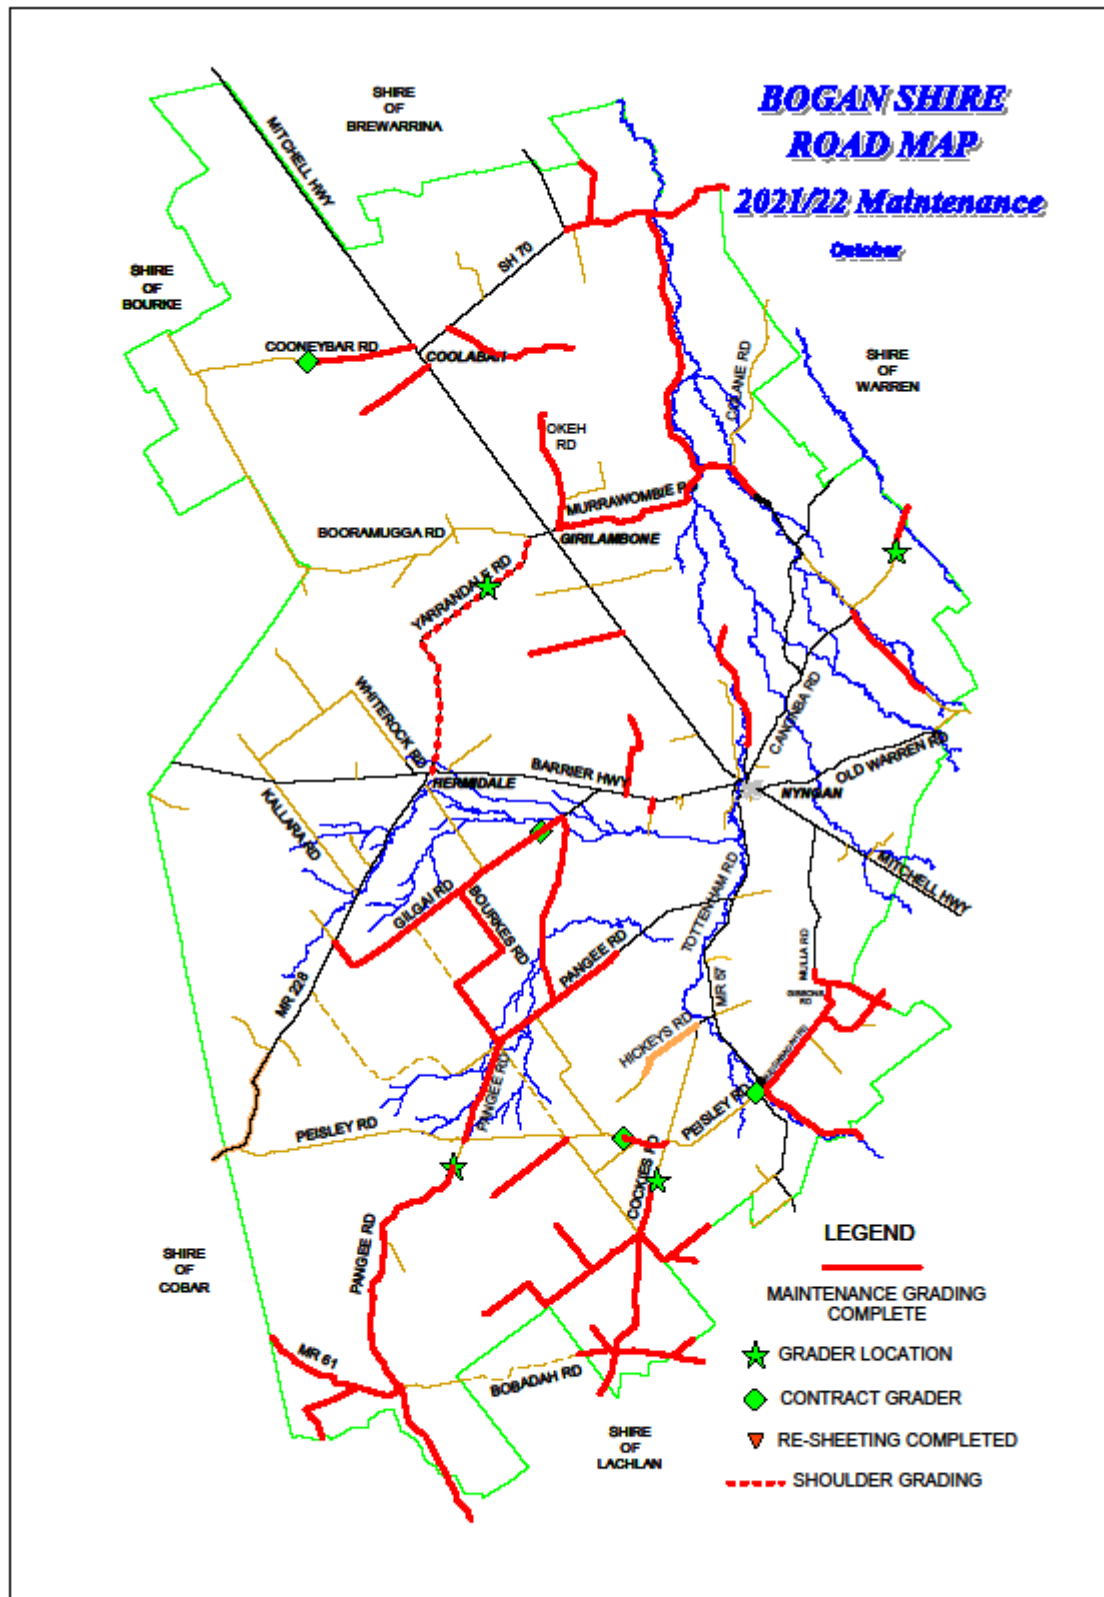 BOGAN SHIRE
ROAD MAP
2021/22 Maintenance
October
SHIRE
OF
BREWARRINA
MITCHELL HWY
SHIRE
OF
BOURKE
SH 70
COONEYBAR RD
COOLABAH
SHIRE
OF
WARREN
COLANE RD
OKEH
RD
MURRAWOMBIE R
BOORAMUGGA RD
GIRILAMBONE
YARRANDALE RD
WHITEROCK RD
CANONBA RD
BARRIER HWY
OLD WARREN RD
HERMIDALE
NYNGAN
KALLARA RD
MITCHELL HWY
TOTTENHAM RD
GILGAI RD
BOURKES RD
PANGEE RD
MULLA RD
MR 228
MR 57
GIBBONS
RD
HICKEYS RD
PANGEE RD
PEISLEY RD
PEISLEY RD
COCKIES RD
PANGEE RD
SHIRE
OF
COBAR
MR 61
BOBADAH RD
SHIRE
OF
LACHLAN
LEGEND
MAINTENANCE GRADING
COMPLETE
GRADER LOCATION
CONTRACT GRADER
RE-SHEETING COMPLETED
SHOULDER GRADING